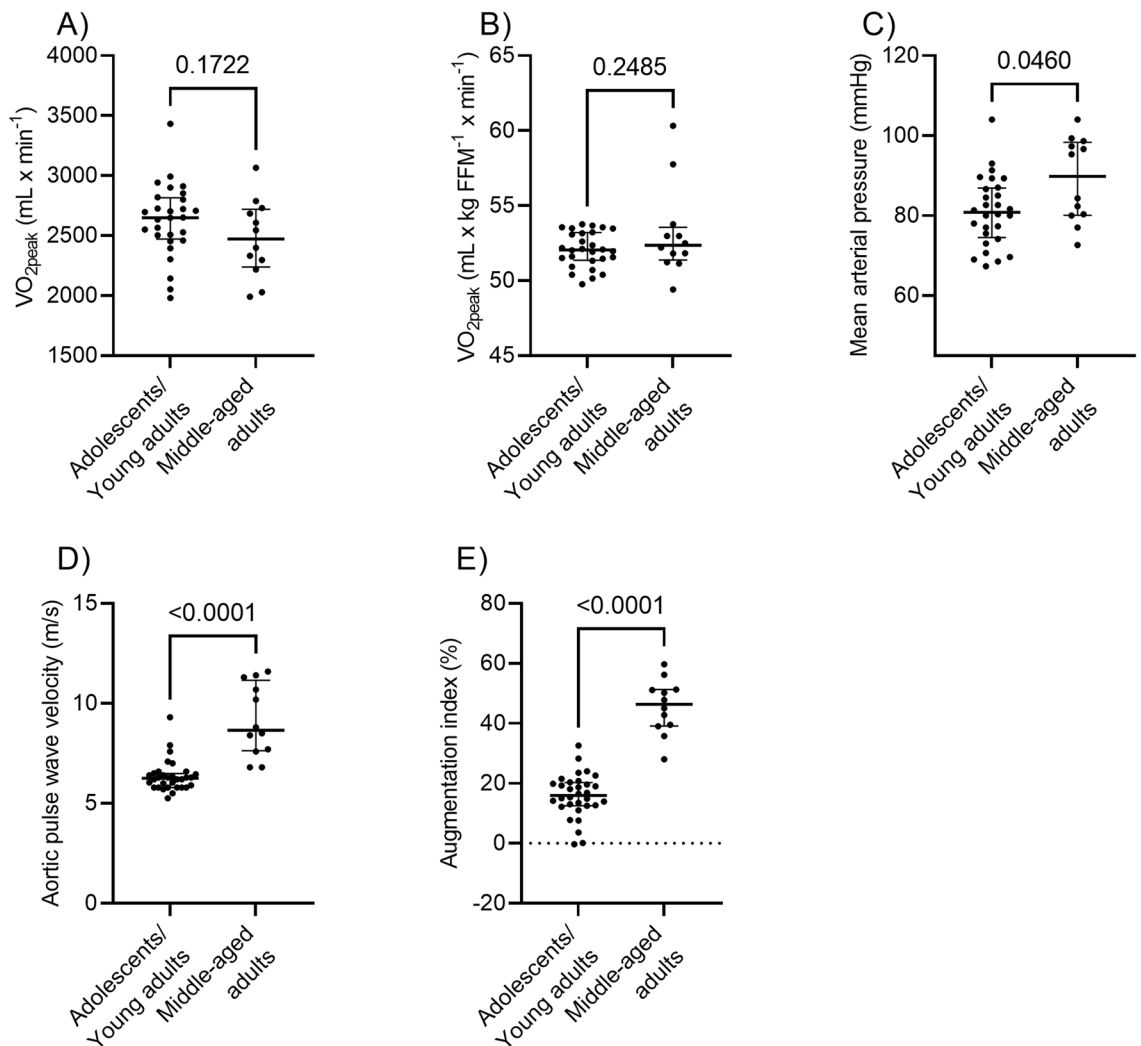 A)
0.1722
VO2peak (mL x min-1)
4000
3500
3000
2500
2000
1500
Adolescents/
Young adults
Middle-aged
adults
B)
0.2485
VO2peak (mL x kg FFM-1 x min-1)
65
60
55
50
45
Adolescents/
Young adults
Middle-aged
adults
C)
0.0460
Mean arterial pressure (mmHg)
120
100
80
60
Adolescents/
Young adults
Middle-aged
adults
D)
<0.0001
Aortic pulse wave velocity (m/s)
15
10
5
0
Adolescents/
Young adults
Middle-aged
adults
E)
<0.0001
Augmentation index (%)
80
60
40
20
0
-20
Adolescents/
Young adults
Middle-aged
adults